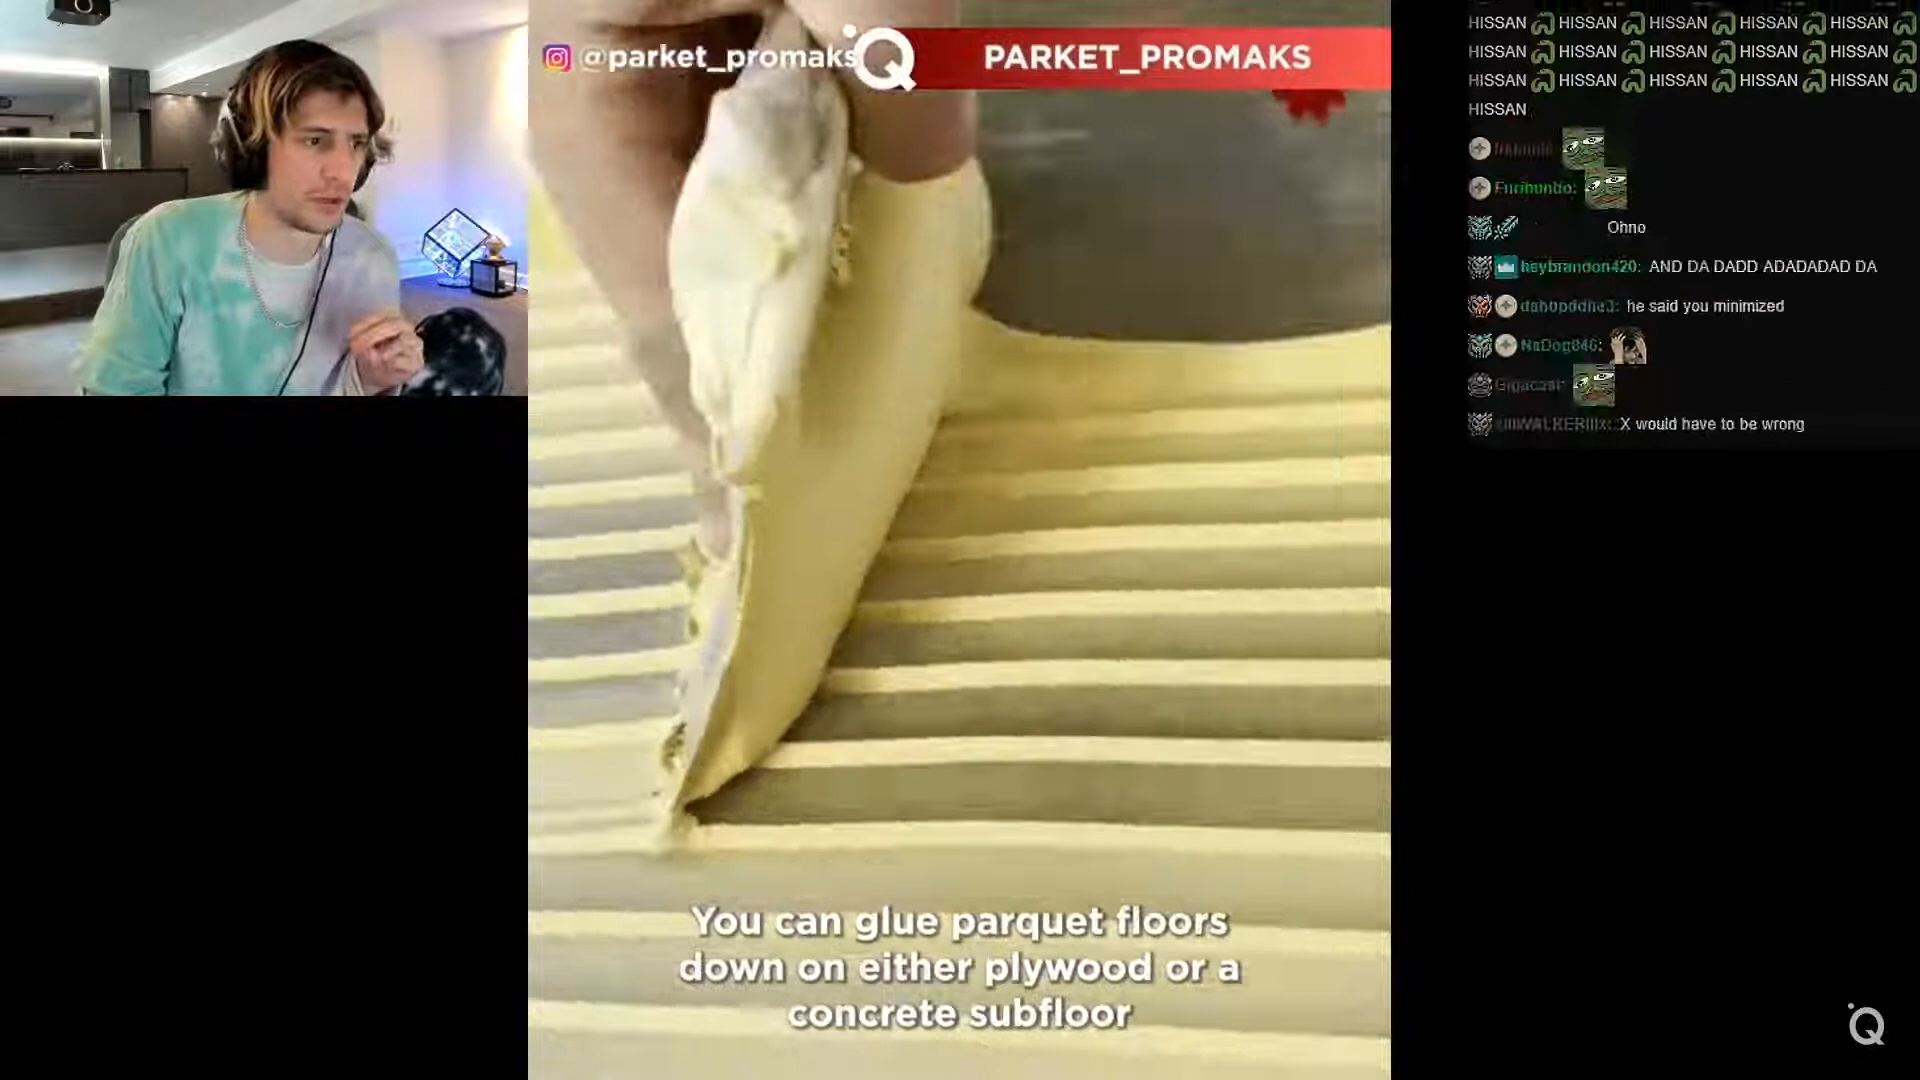 @parket_promaks
Q
PARKET_PROMAKS
HISSAN HISSAN HISSAN HISSAN HISSAN
HISSAN HISSAN HISSAN HISSAN HISSAN
HISSAN HISSAN HISSAN HISSAN HISSAN
HISSAN
Furibundo:
Ohno
heybrandon420: AND DA DADD ADADADAD DA
he said you minimized
NaDog846:
X would have to be wrong
You can glue parquet floors
down on either plywood or a
concrete subfloor
Q